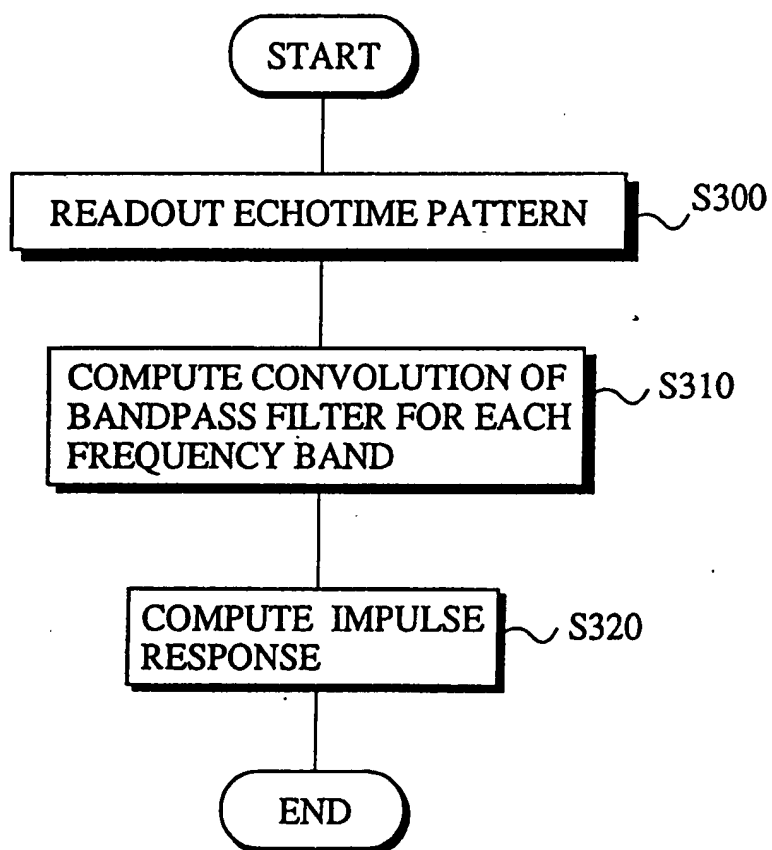 START
READOUT ECHOTIME PATTERN
S300
COMPUTE CONVOLUTION OF
BANDPASS FILTER FOR EACH
FREQUENCY BAND
S310
COMPUTE IMPULSE
RESPONSE
S320
END